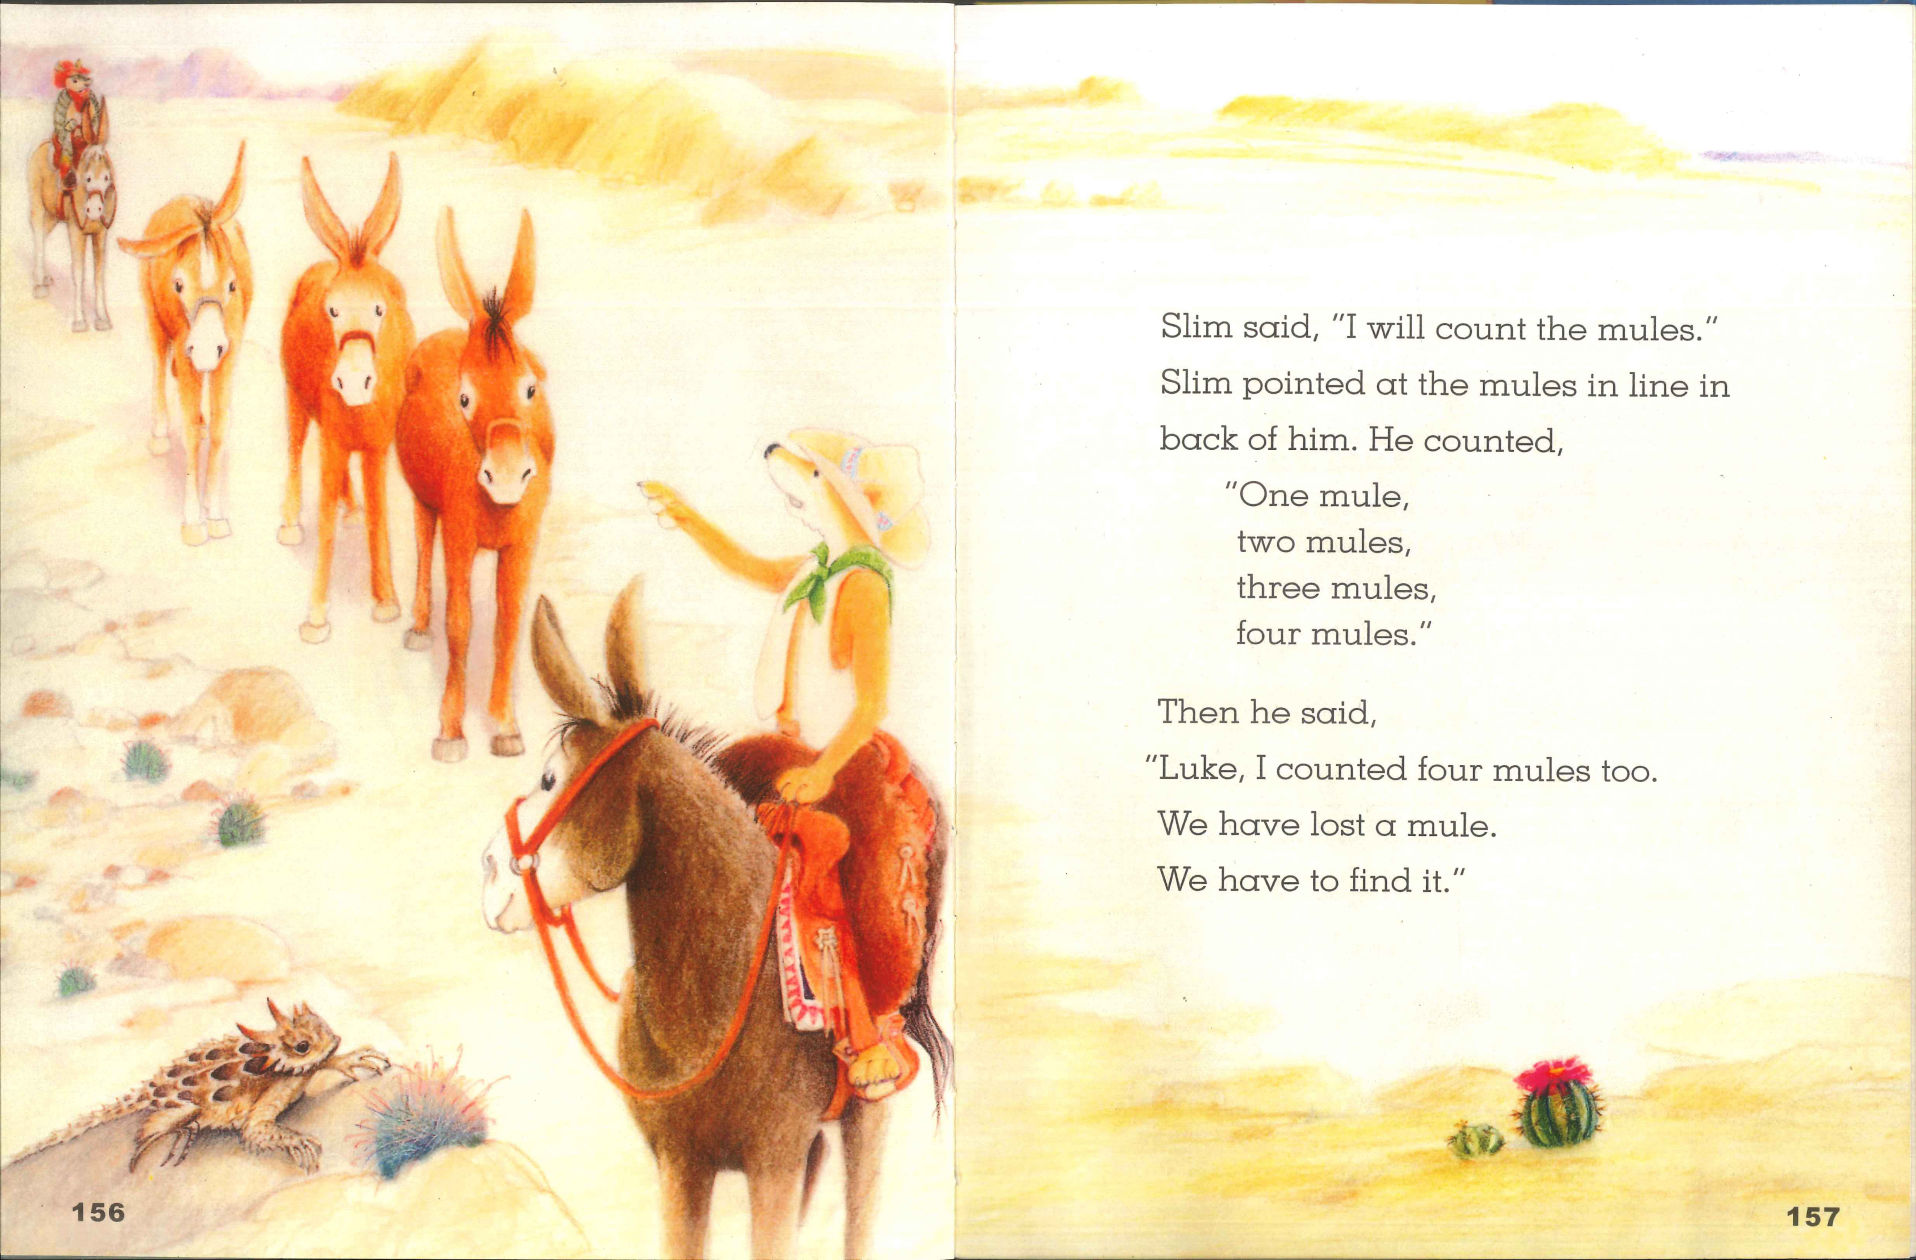 Slim said, "I will count the mules."
Slim pointed at the mules in line in
back of him. He counted,
"One mule,
two mules,
three mules,
four mules."
Then he said,
"Luke, I counted four mules too.
We have lost a mule.
We have to find it."
156
157